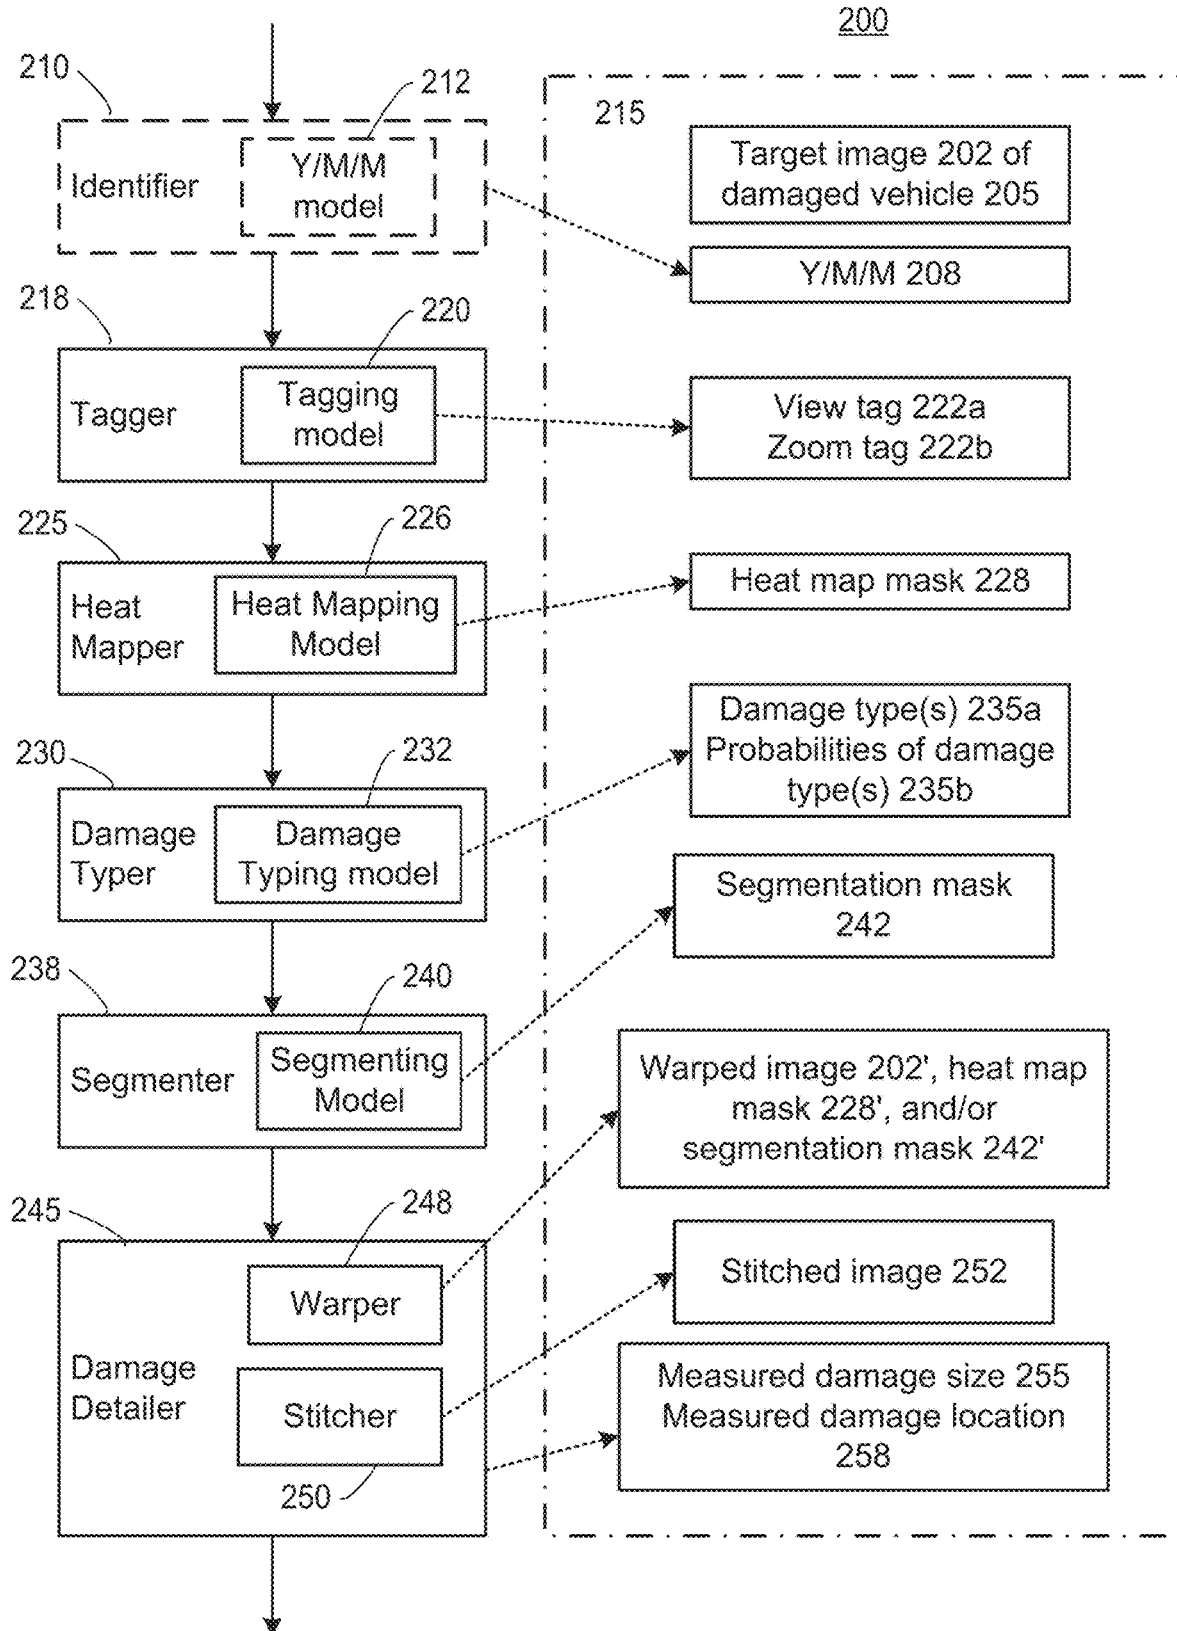 200
210
212
Identifier
Y/M/M
model
215
Target image 202 of
damaged vehicle 205
Y/M/M 208
218
220
Tagger
Tagging
model
View tag 222a
Zoom tag 222b
225
226
Heat
Mapper
Heat Mapping
Model
Heat map mask 228
230
232
Damage
Typer
Damage
Typing model
Damage type(s) 235a
Probabilities of damage
type(s) 235b
Segmentation mask
242
238
240
Segmenter
Segmenting
Model
Warped image 202', heat map
mask 228', and/or
segmentation mask 242'
245
248
Warper
Damage
Detailer
Stitcher
250
Stitched image 252
Measured damage size 255
Measured damage location
258